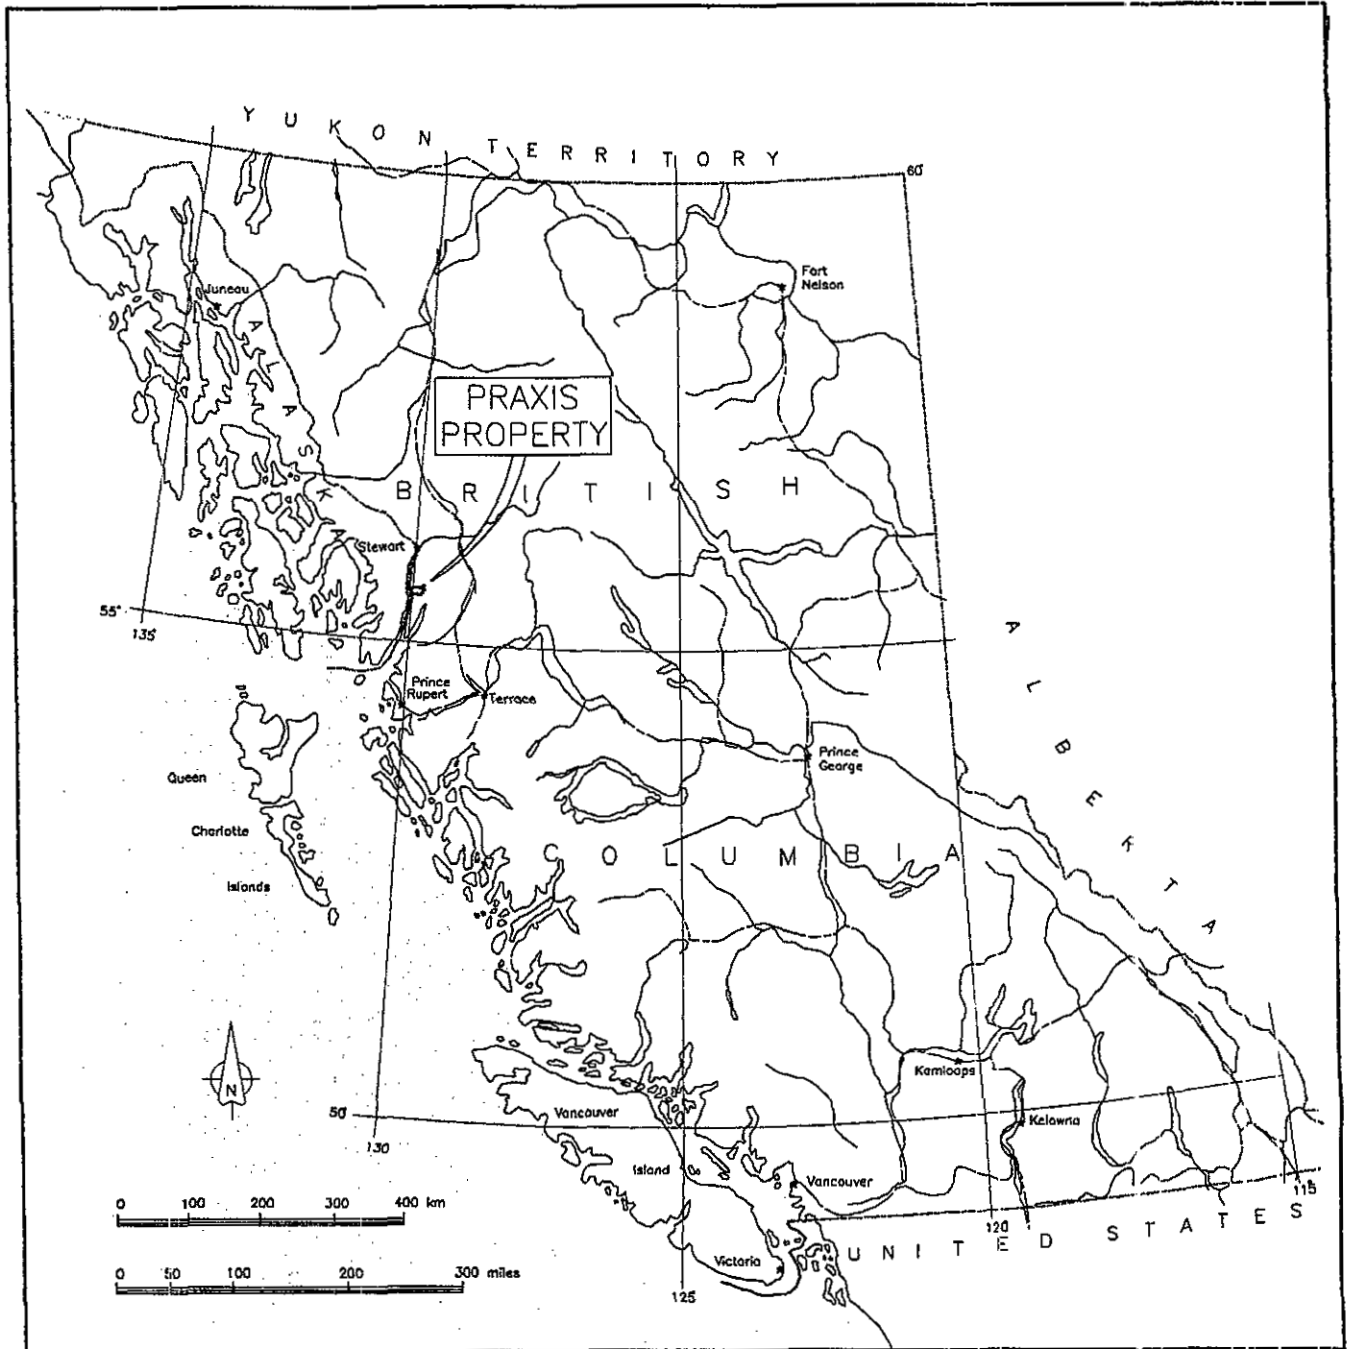 YUKON TERRITORY
60°
Juneau
Fort
Nelson
ALASKA
PRAXIS
PROPERTY
BRITISH
Stewart
55°
135°
ALBERTA
Prince
Rupert
Terrace
Prince
George
Queen
Charlotte
Islands
COLUMBIA
N
Kamloops
50°
Vancouver
Island
130
Kelowna
Vancouver
115°
120
UNITED STATES
Victoria
125
0 100 200 300 400 km
0 50 100 200 300 miles